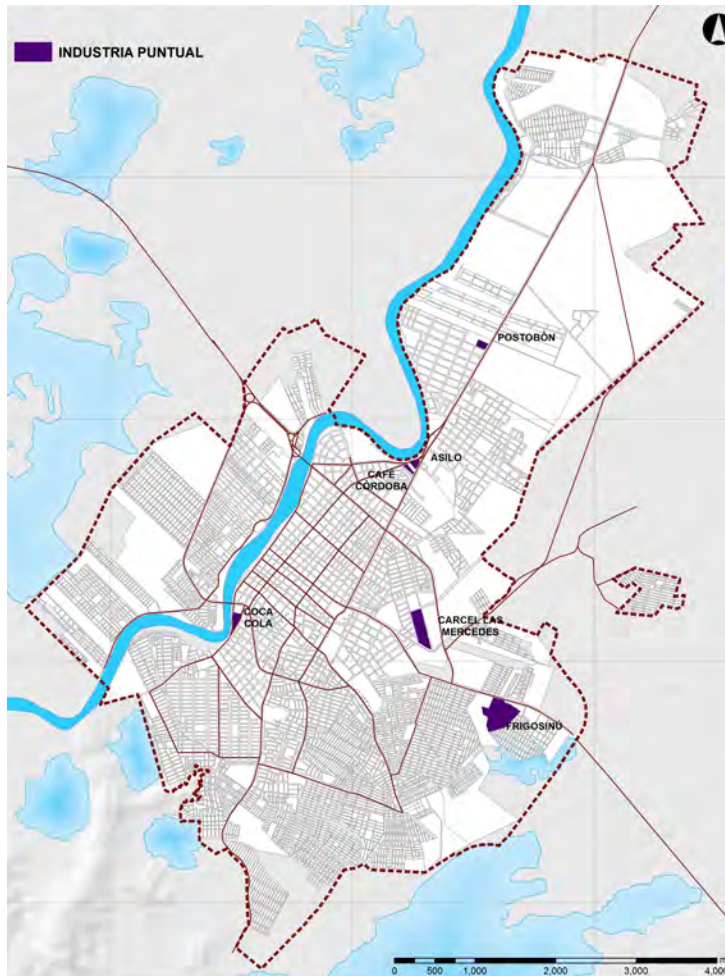 INDUSTRIA PUNTUAL
POSTOBÓN
ASILO
CAFÉ
CÓRDOBA
COCA
COLA
CARCEL LAS
MERCEDES
FRIGOSINÚ
0 500 1,000 2,000 3,000